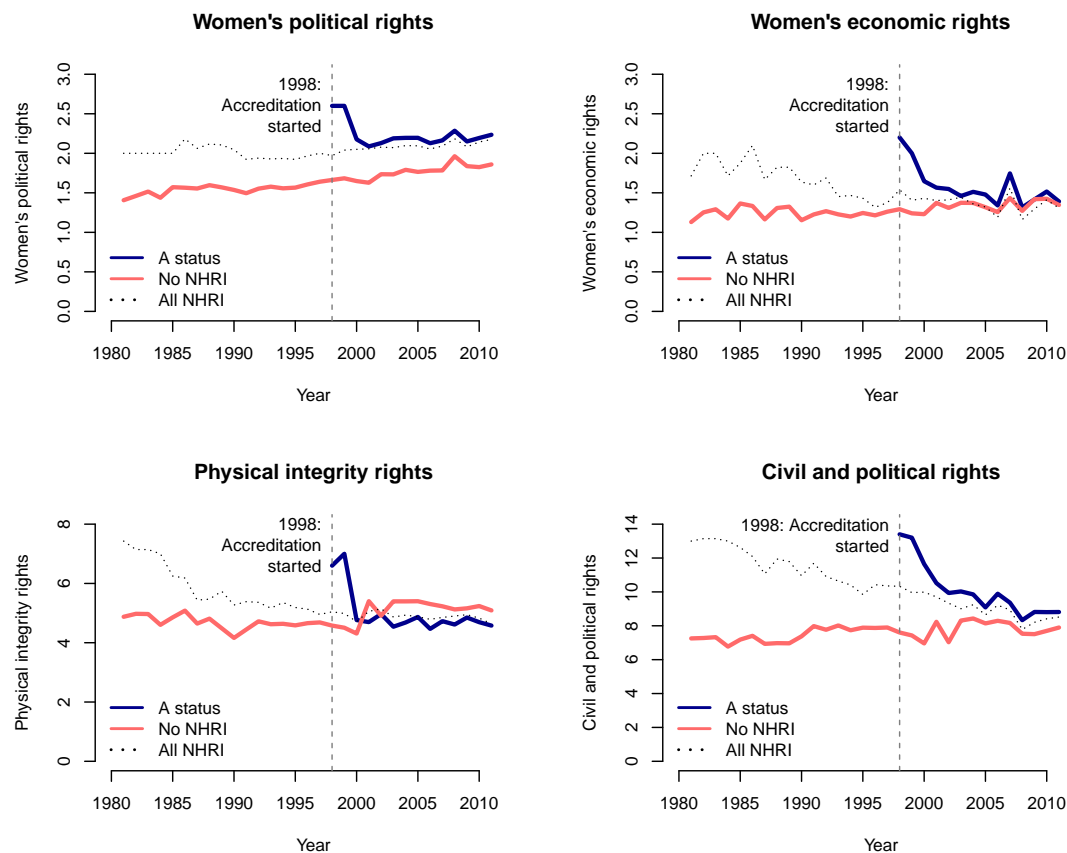 Women's political rights
Women's political rights
0.0 0.5 1.0 1.5 2.0 2.5 3.0
1998:
Accreditation
started
A status
No NHRI
All NHRI
1980 1985 1990 1995 2000 2005 2010
Year
Women's economic rights
Women's economic rights
0.0 0.5 1.0 1.5 2.0 2.5 3.0
1998:
Accreditation
started
A status
No NHRI
All NHRI
1980 1985 1990 1995 2000 2005 2010
Year
Physical integrity rights
Physical integrity rights
0 2 4 6 8
1998:
Accreditation
started
A status
No NHRI
All NHRI
1980 1985 1990 1995 2000 2005 2010
Year
Civil and political rights
Civil and political rights
0 2 4 6 8 10 12 14
1998: Accreditation
started
A status
No NHRI
All NHRI
1980 1985 1990 1995 2000 2005 2010
Year